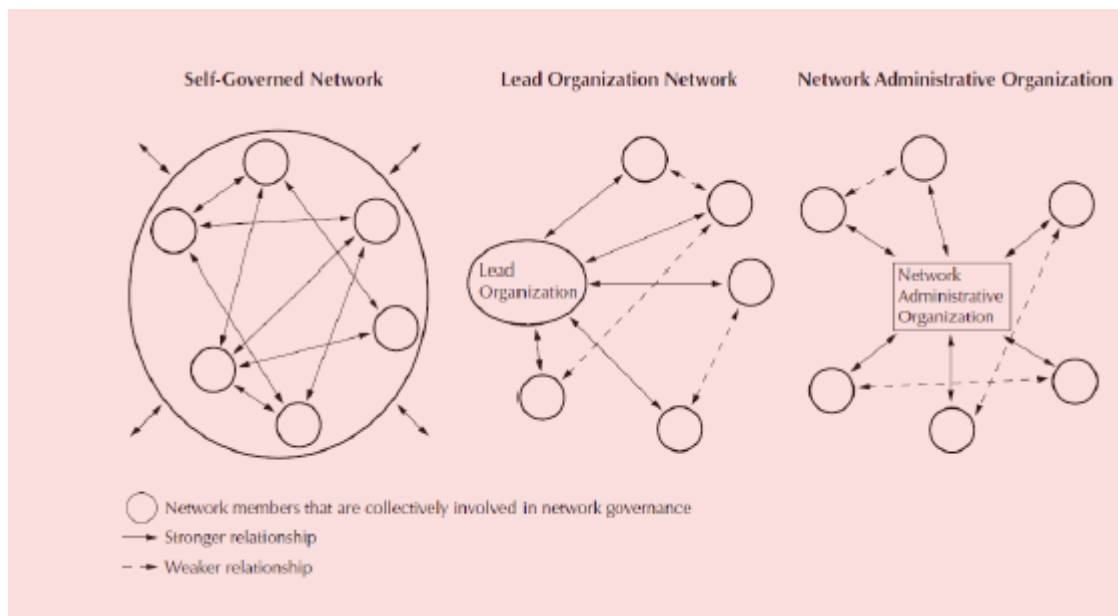 Self-Governed Network
Lead Organization Network
Network Administrative Organization
Lead
Organization
Network
Administrative
Organization
Network members that are collectively involved in network governance
Stronger relationship
Weaker relationship